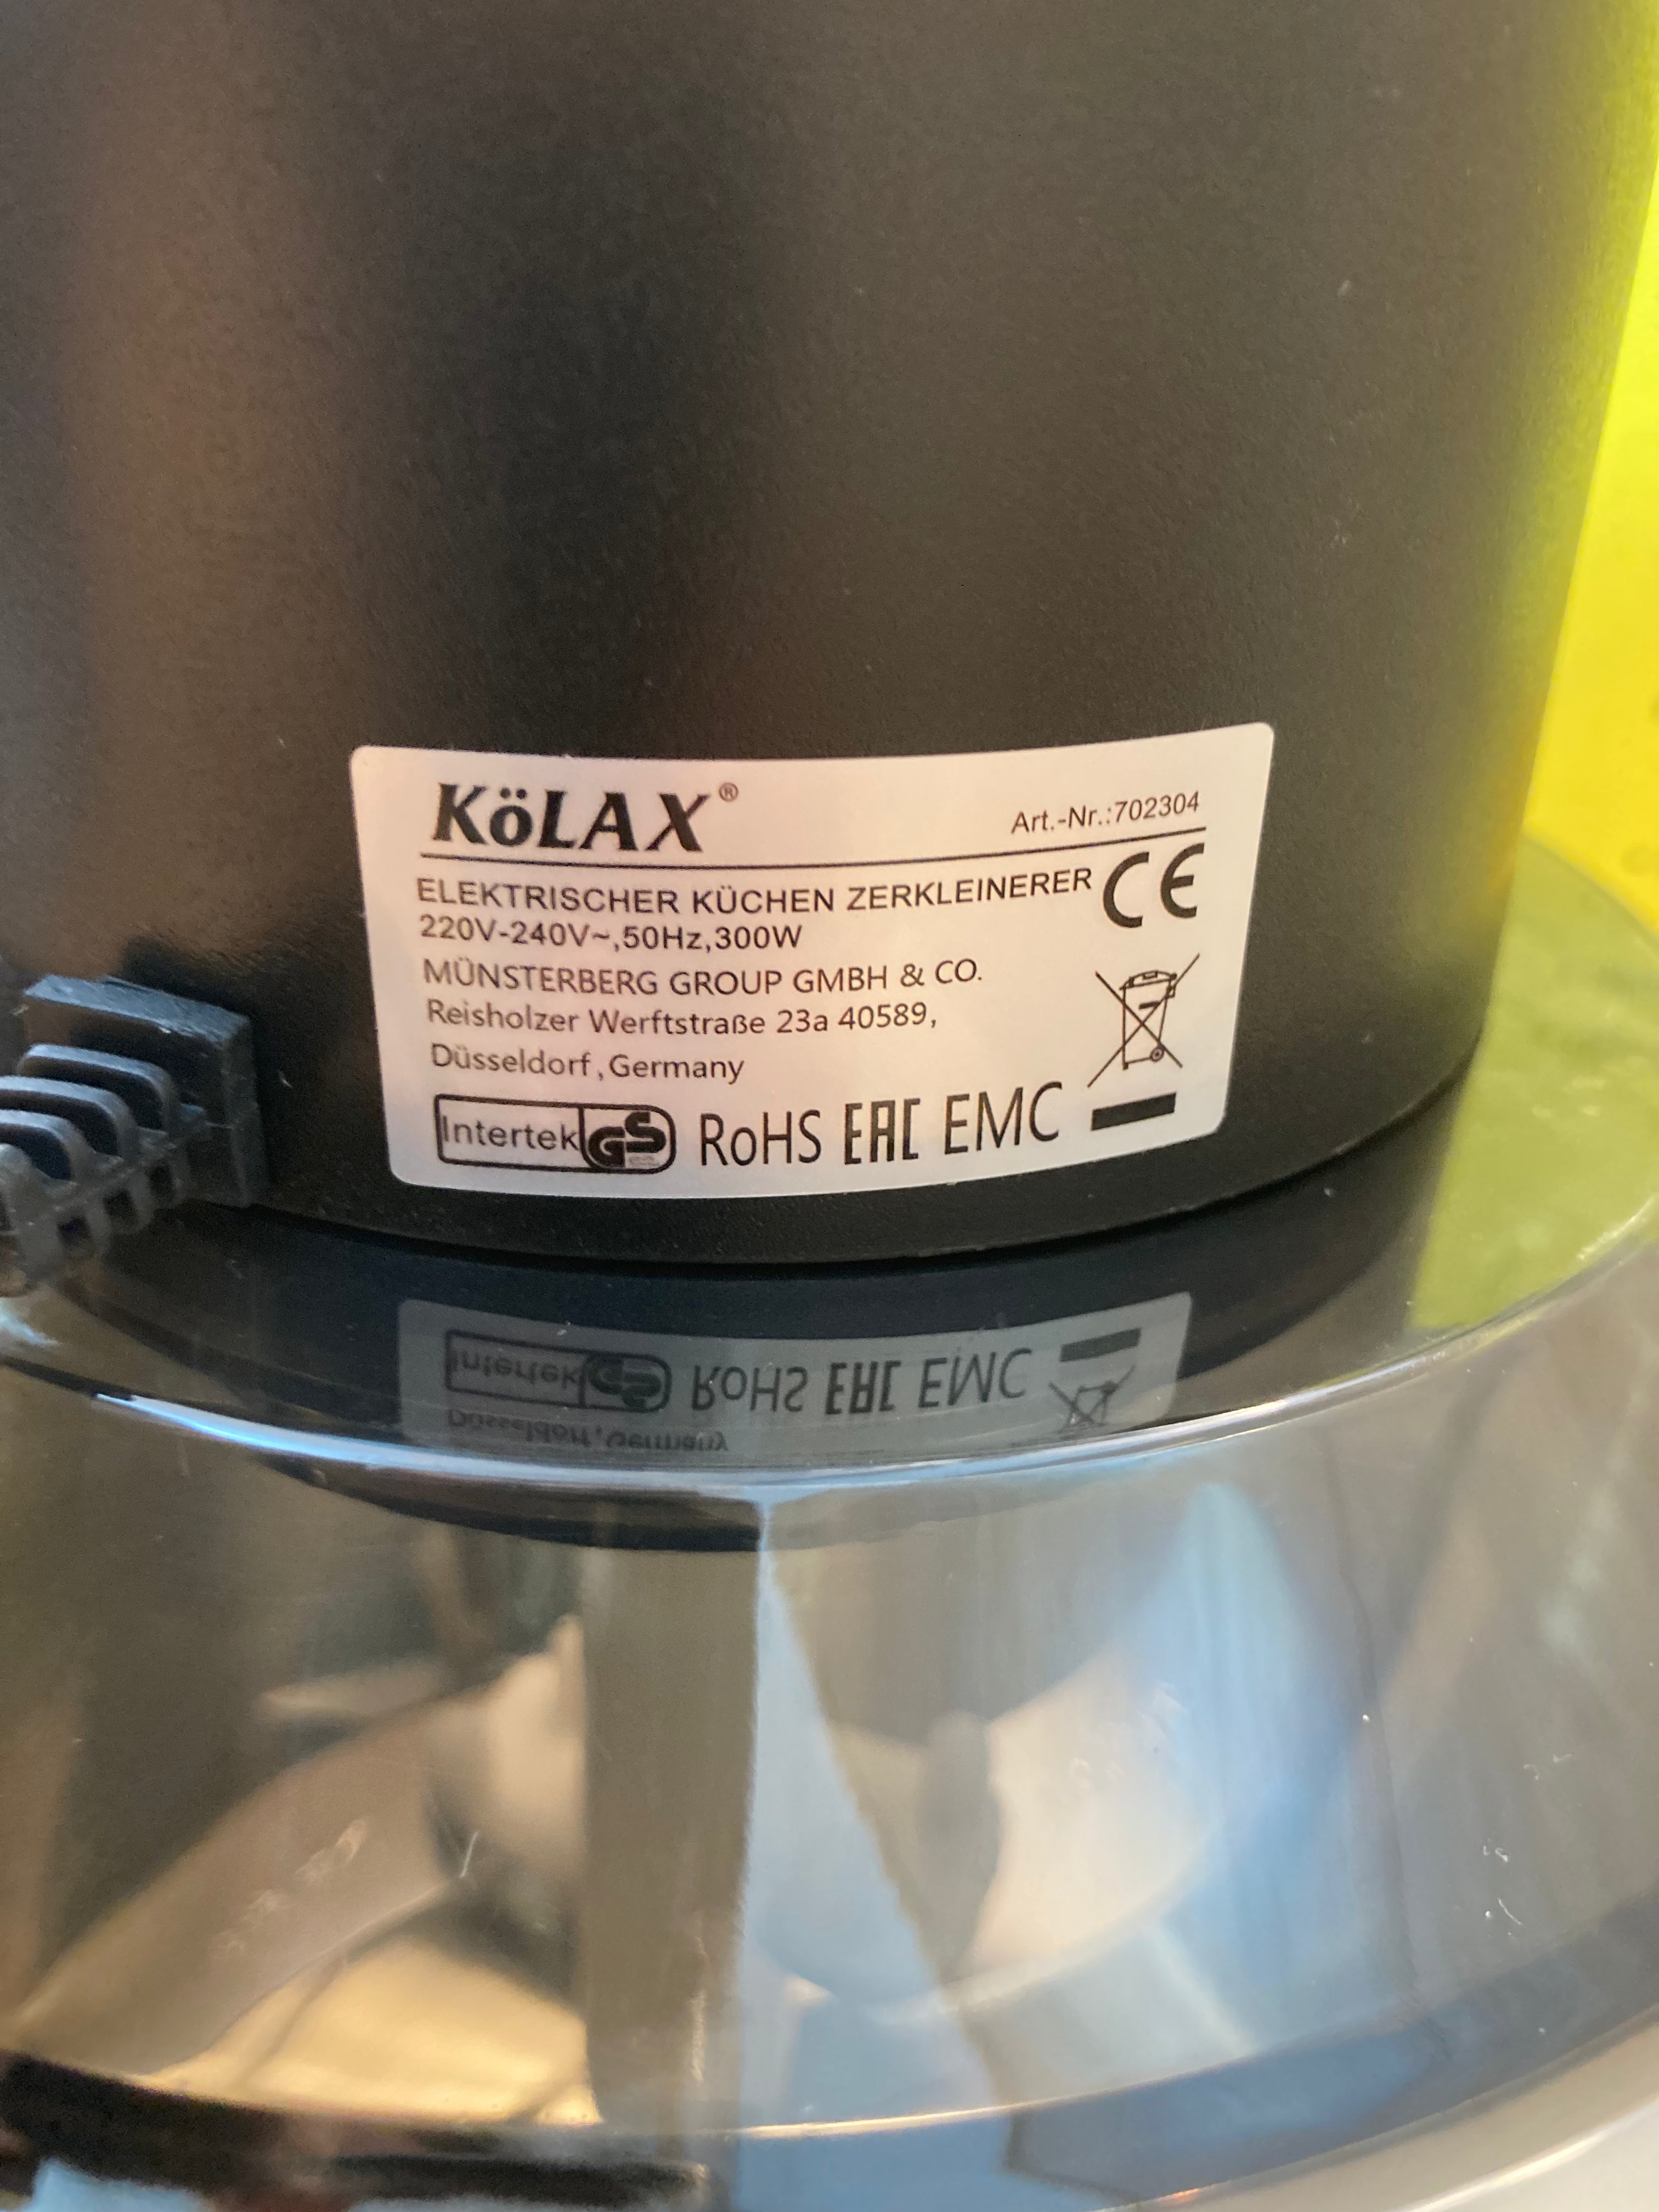 KöLAX®
Art.-Nr.:702304
ELEKTRISCHER KÜCHEN ZERKLEINERER CE
220V-240V~,50Hz,300W
MÜNSTERBERG GROUP GMBH & CO.
Reisholzer Werftstraße 23a 40589,
Düsseldorf,Germany
Intertek GS RoHS EAC EMC